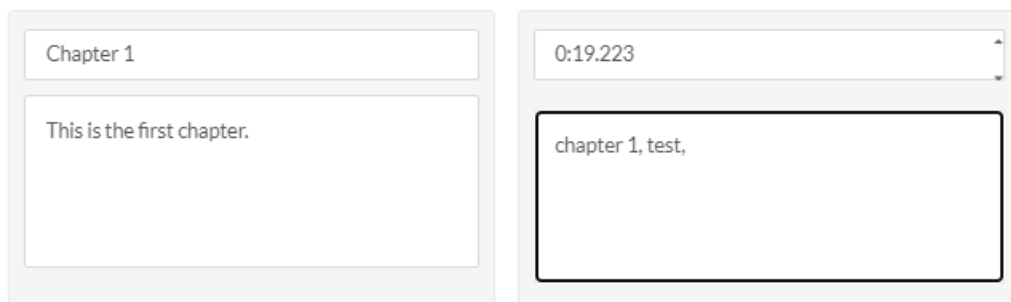 Chapter 1
This is the first chapter.
0:19.223
chapter 1, test,